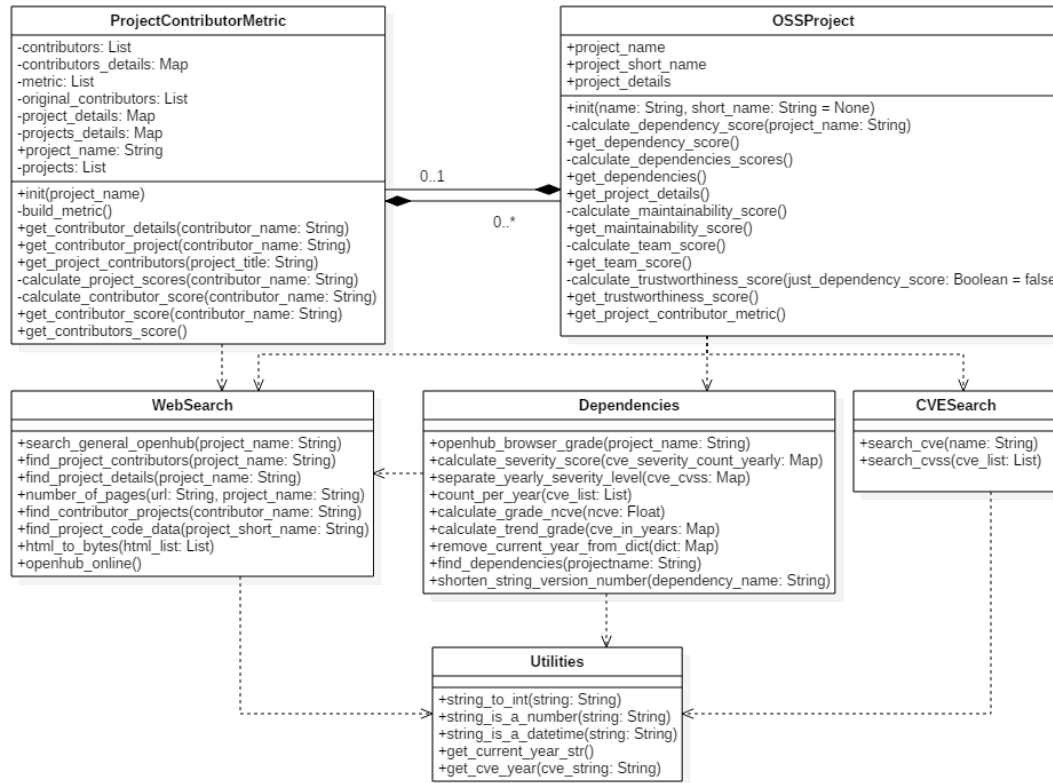 ProjectContributorMetric
-contributors: List
-contributors_details: Map
-metric: List
-original_contributors: List
-project_details: Map
-projects_details: Map
+project_name: String
-projects: List
+init(project_name)
-build_metric()
+get_contributor_details(contributor_name: String)
+get_contributor_project(contributor_name: String)
+get_project_contributors(project_title: String)
-calculate_project_scores(contributor_name: String)
-calculate_contributor_score(contributor_name: String)
+get_contributor_score(contributor_name: String)
+get_contributors_score()
0..1
0..*
OSSProject
+project_name
+project_short_name
+project_details
+init(name: String, short_name: String = None)
-calculate_dependency_score(project_name: String)
+get_dependency_score()
-calculate_dependencies_scores()
+get_dependencies()
+get_project_details()
-calculate_maintainability_score()
+get_maintainability_score()
-calculate_team_score()
+get_team_score()
-calculate_trustworthiness_score(just_dependency_score: Boolean = false
+get_trustworthiness_score()
+get_project_contributor_metric()
WebSearch
+search_general_openhub(project_name: String)
+find_project_contributors(project_name: String)
+find_project_details(project_name: String)
+number_of_pages(url: String, project_name: String)
+find_contributor_projects(contributor_name: String)
+find_project_code_data(project_short_name: String)
+html_to_bytes(html_list: List)
+openhub_online()
Dependencies
+openhub_browser_grade(project_name: String)
+calculate_severity_score(cve_severity_count_yearly: Map)
+separate_yearly_severity_level(cve_cvss: Map)
+count_per_year(cve_list: List)
+calculate_grade_ncve(ncve: Float)
+calculate_trend_grade(cve_in_years: Map)
+remove_current_year_from_dict(dict: Map)
+find_dependencies(projectname: String)
+shorten_string_version_number(dependency_name: String)
CVESearch
+search_cve(name: String)
+search_cvss(cve_list: List)
Utilities
+string_to_int(string: String)
+string_is_a_number(string: String)
+string_is_a_datetime(string: String)
+get_current_year_str()
+get_cve_year(cve_string: String)